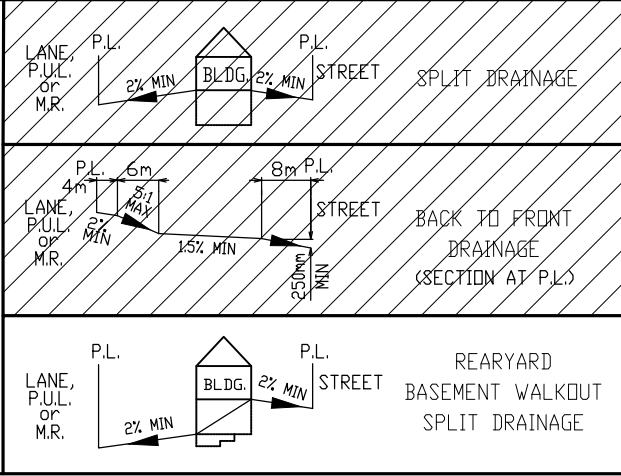 P.L.
P.L.
LANE,
P.U.L.
or
M.R.
2% MIN
BLDG.
2% MIN
STREET
SPLIT DRAINAGE
P.L.
6m
8m
P.L.
4m
5:1
MAX
LANE,
P.U.L.
or
M.R.
2%
MIN
1.5% MIN
STREET
250mm
MIN
BACK TO FRONT
DRAINAGE
(SECTION AT P.L.)
P.L.
P.L.
LANE,
P.U.L.
or
M.R.
2% MIN
BLDG.
2% MIN
STREET
REARYARD
BASEMENT WALKOUT
SPLIT DRAINAGE